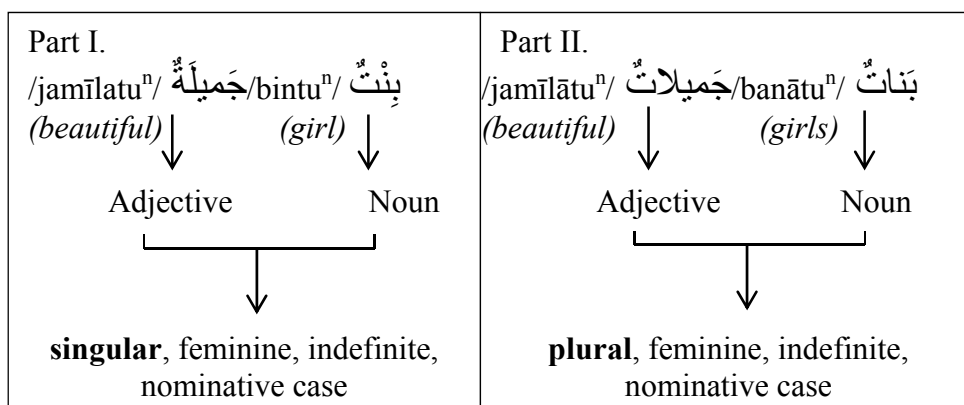 Part I.
/jamīlatuⁿ/ جَميلَةٌ /bintuⁿ/ بِنْتٌ
(beautiful) (girl)
Adjective Noun
singular, feminine, indefinite,
nominative case
Part II.
/jamīlātuⁿ/ جَميلاتٌ /banātuⁿ/ بَناتٌ
(beautiful) (girls)
Adjective Noun
plural, feminine, indefinite,
nominative case